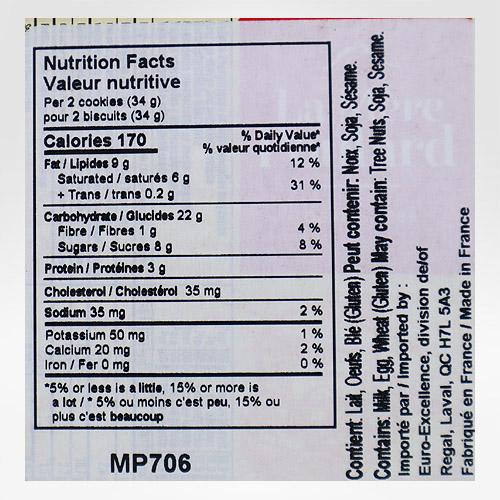 Nutrition Facts
Valeur nutritive
Per 2 cookies (34 g)
pour 2 biscuits (34 g)
Calories 170
% Daily Value*
% valeur quotidienne*
Fat / Lipides 9 g 12 %
Saturated / saturés 6 g
+ Trans / trans 0.2 g
31 %
Carbohydrate / Glucides 22 g
Fibre / Fibres 1 g 4 %
Sugars / Sucres 8 g 8 %
Protein / Protéines 3 g
Cholesterol / Cholestérol 35 mg
Sodium 35 mg 2 %
Potassium 50 mg 1 %
Calcium 20 mg 2 %
Iron / Fer 0 mg 0 %
*5% or less is a little, 15% or more is
a lot / * 5% ou moins c'est peu, 15% ou
plus c'est beaucoup
MP706
Contient: Lait, Oeufs, Blé (Gluten) Peut contenir: Noix, Soja, Sésame.
Contains: Milk, Egg, Wheat (Gluten) May contain: Tree Nuts, Soja, Sesame.
Importé par / Imported by :
Euro-Excellence, division de/of
Regal, Laval, QC H7L 5A3
Fabriqué en France / Made in France